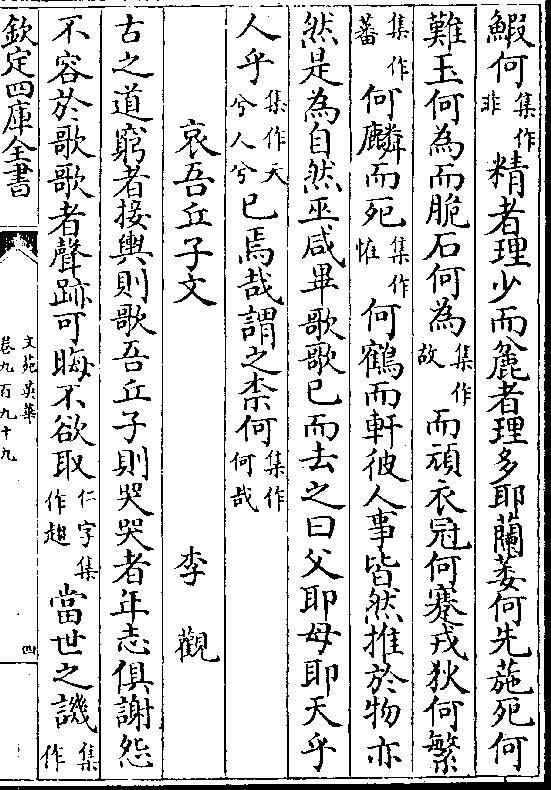 鰕何集作非精者理少而麄者理多耶蘭萎何先葹死何
難玉何為而脆石何為集作故而頑衣冠何蹇戎狄何繁
集作蕃何麟而死集作惟何鶴而軒彼人事皆然推於物亦
然是為自然巫咸畢歌歌已而去之曰父耶母耶天乎
人乎集作天兮人兮已焉哉謂之柰何集作何哉
哀吾丘子文　李觀
古之道窮者接輿則歌吾丘子則哭哭者年志俱謝怨
不容於歌歌者聲跡可晦不欲取仁字集作趄當世之譏集作
欽定四庫全書
文苑英華
卷九百九十九
四